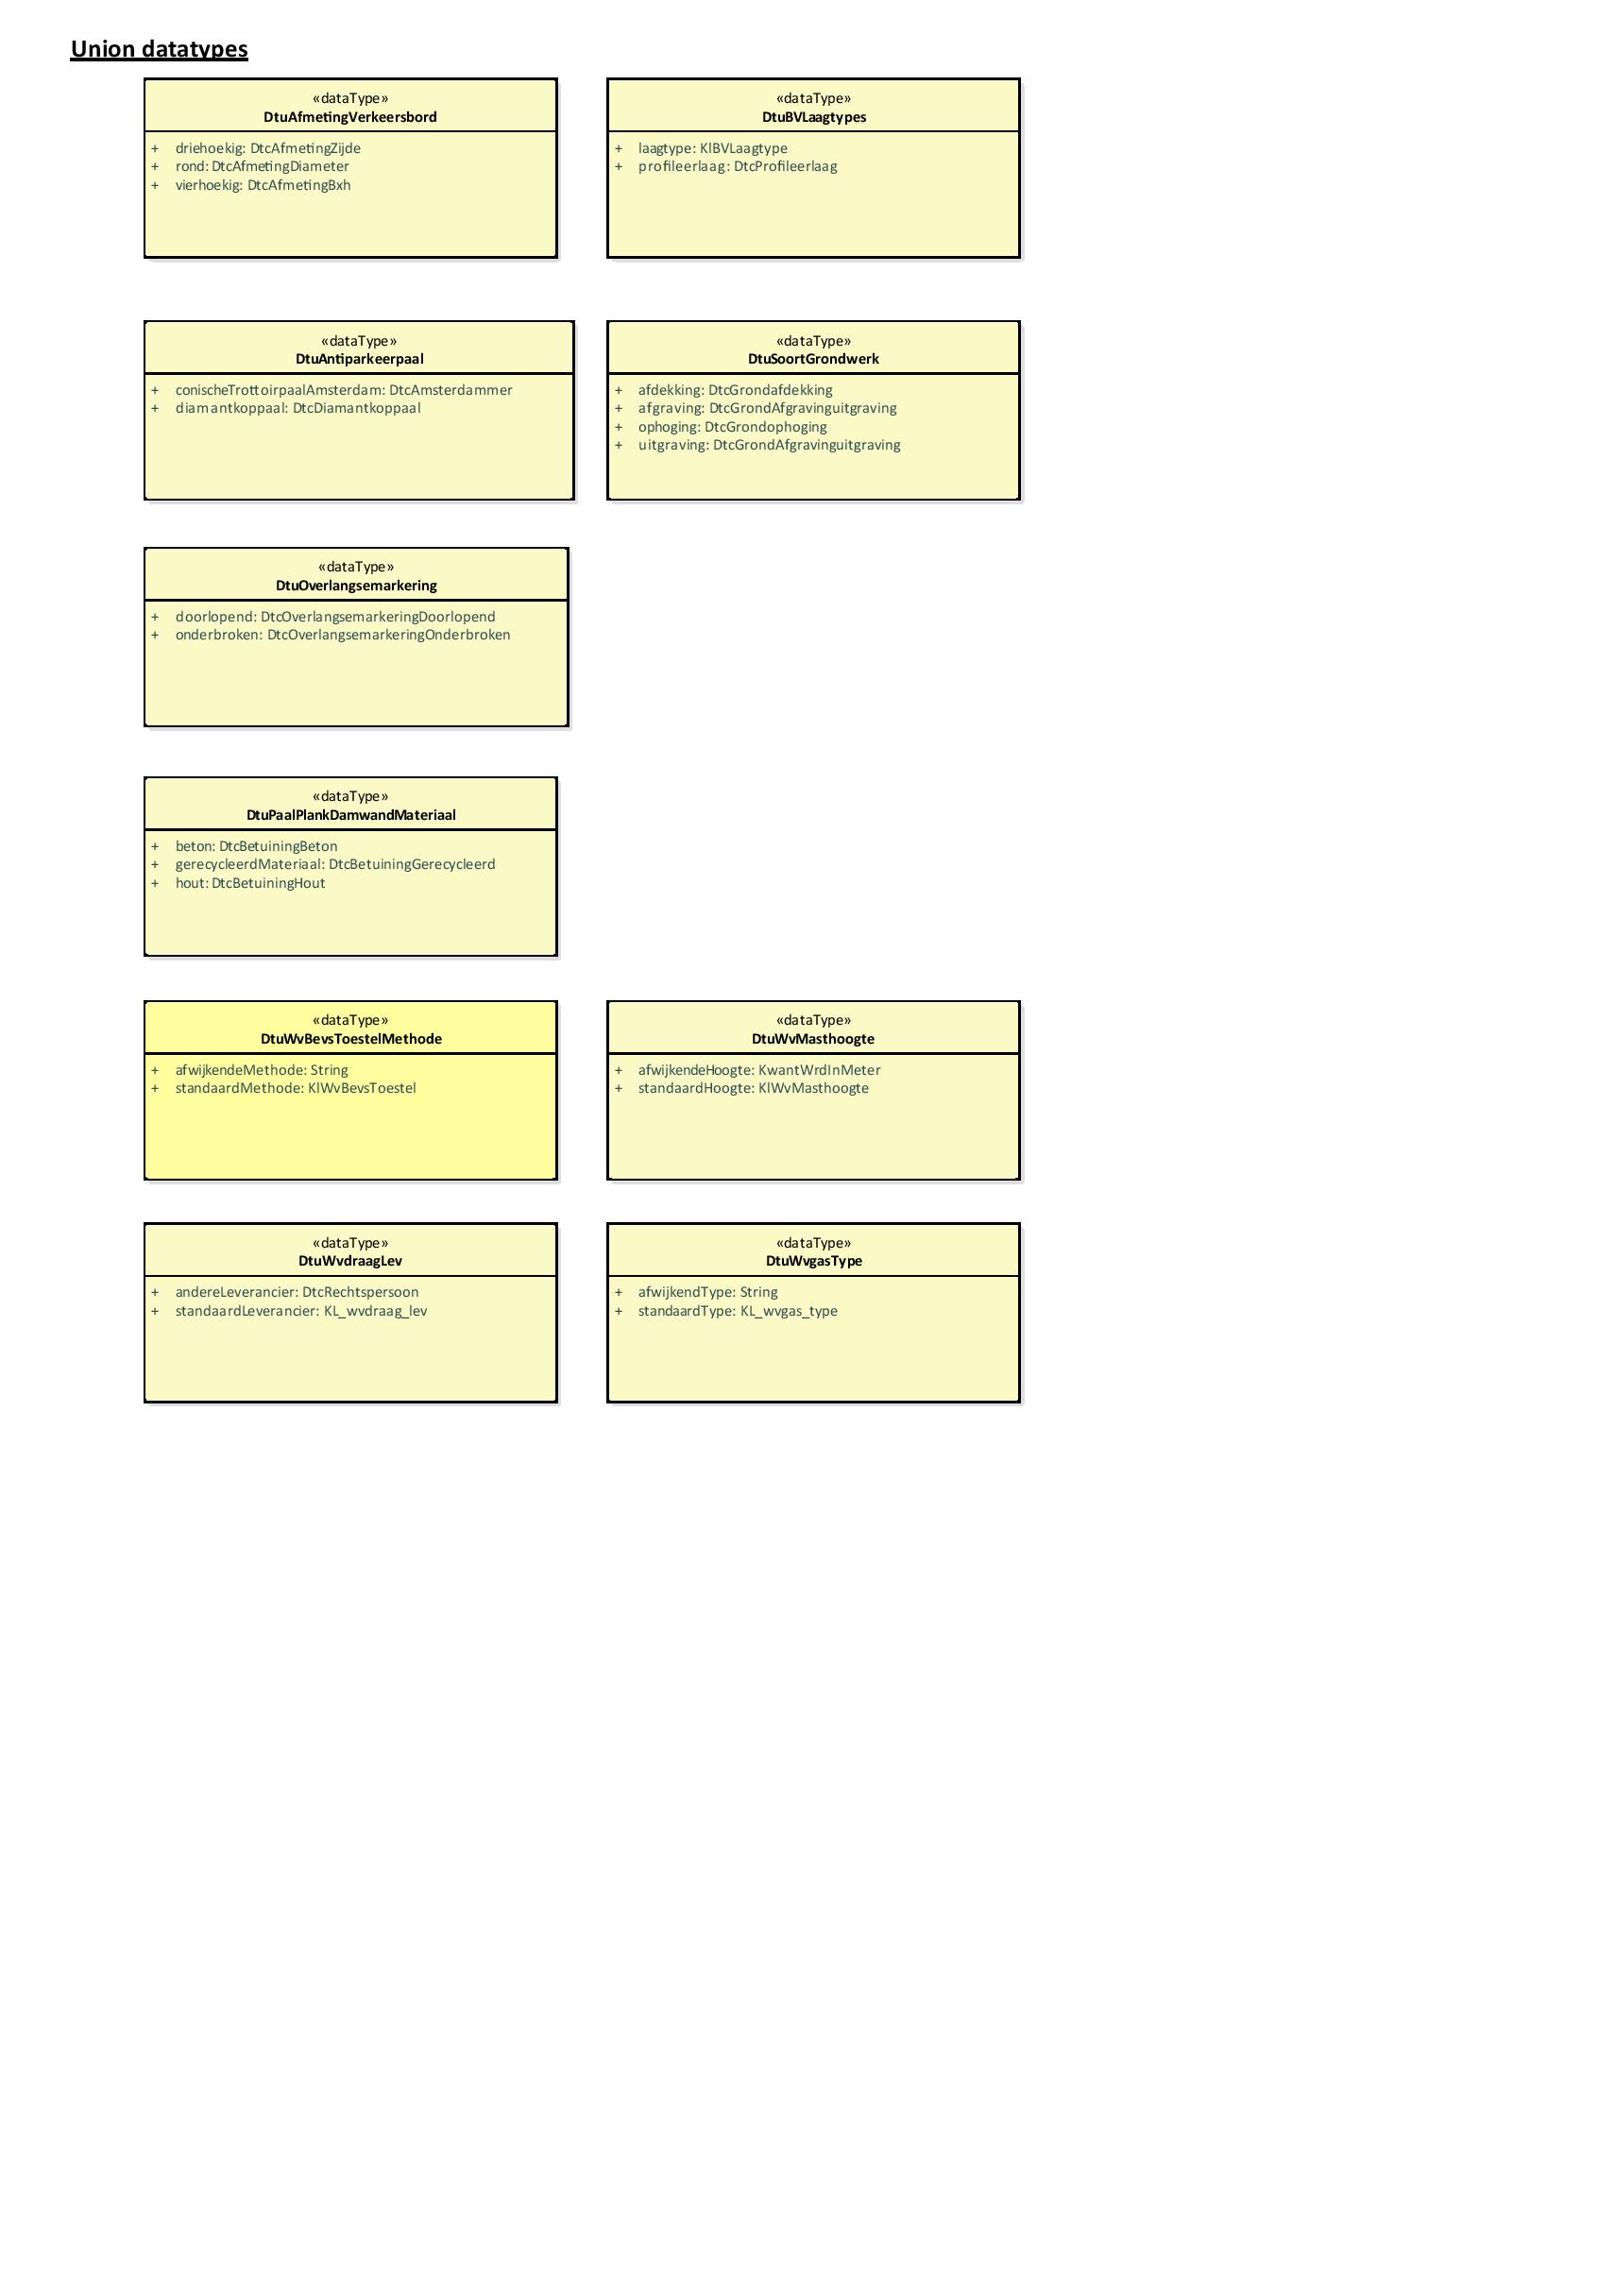 Union datatypes
«dataType»
DtuAfmetingVerkeersbord
+ driehoekig: DtcAfmetingZijde
+ rond: DtcAfmetingDiameter
+ vierhoekig: DtcAfmetingBxh
«dataType»
DtuBVLaagtypes
+ laagtype: KlBVLaagtype
+ profileerlaag: DtcProfileerlaag
«dataType»
DtuAntiparkeerpaal
+ conischeTrottoirpaalAmsterdam: DtcAmsterdammer
+ diamantkoppaal: DtcDiamantkoppaal
«dataType»
DtuSoortGrondwerk
+ afdekking: DtcGrondafdekking
+ afgraving: DtcGrondAfgravinguitgraving
+ ophoging: DtcGrondophoging
+ uitgraving: DtcGrondAfgravinguitgraving
«dataType»
DtuOverlangsemarkering
+ doorlopend: DtcOverlangsemarkeringDoorlopend
+ onderbroken: DtcOverlangsemarkeringOnderbroken
«dataType»
DtuPaalPlankDamwandMateriaal
+ beton: DtcBetuiningBeton
+ gerecycleerdMateriaal: DtcBetuiningGerecycleerd
+ hout: DtcBetuiningHout
«dataType»
DtuWvBevsToestelMethode
+ afwijkendeMethode: String
+ standaardMethode: KlWvBevsToestel
«dataType»
DtuWvMasthoogte
+ afwijkendeHoogte: KwantWrdInMeter
+ standaardHoogte: KlWvMasthoogte
«dataType»
DtuWvdraagLev
+ andereLeverancier: DtcRechtspersoon
+ standaardLeverancier: KL_wvdraag_lev
«dataType»
DtuWvgasType
+ afwijkendType: String
+ standaardType: KL_wvgas_type